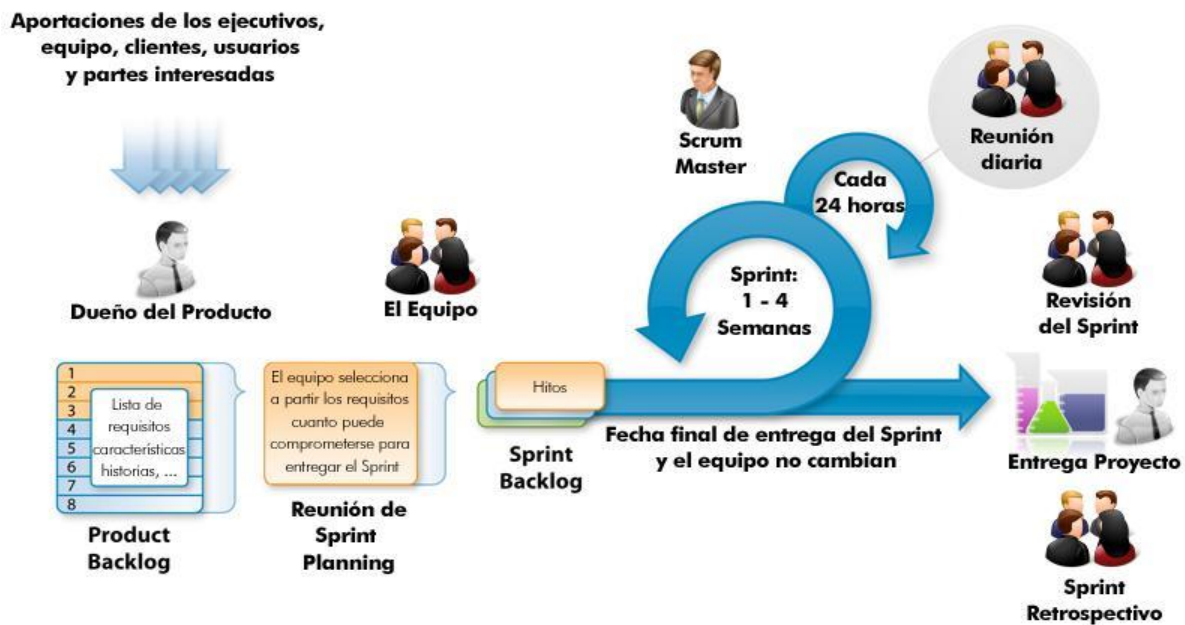 Aportaciones de los ejecutivos,
equipo, clientes, usuarios
y partes interesadas
Dueño del Producto
El Equipo
Scrum
Master
Cada
24 horas
Reunión
diaria
Sprint:
1 - 4
Semanas
Revisión
del Sprint
1
2
3
4
5
6
7
8
Lista de
requisitos
características
historias, ...
Product
Backlog
El equipo selecciona
a partir los requisitos
cuanto puede
comprometerse para
entregar el Sprint
Reunión de
Sprint
Planning
Hitos
Sprint
Backlog
Fecha final de entrega del Sprint
y el equipo no cambian
Entrega Proyecto
Sprint
Retrospectivo